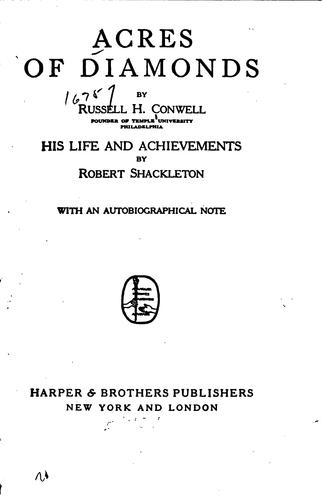 ACRES
OF DIAMONDS
BY
16757
RUSSELL H. CONWELL
FOUNDER OF TEMPLE UNIVERSITY
PHILADELPHIA
HIS LIFE AND ACHIEVEMENTS
BY
ROBERT SHACKLETON
WITH AN AUTOBIOGRAPHICAL NOTE
HARPER & BROTHERS PUBLISHERS
NEW YORK AND LONDON